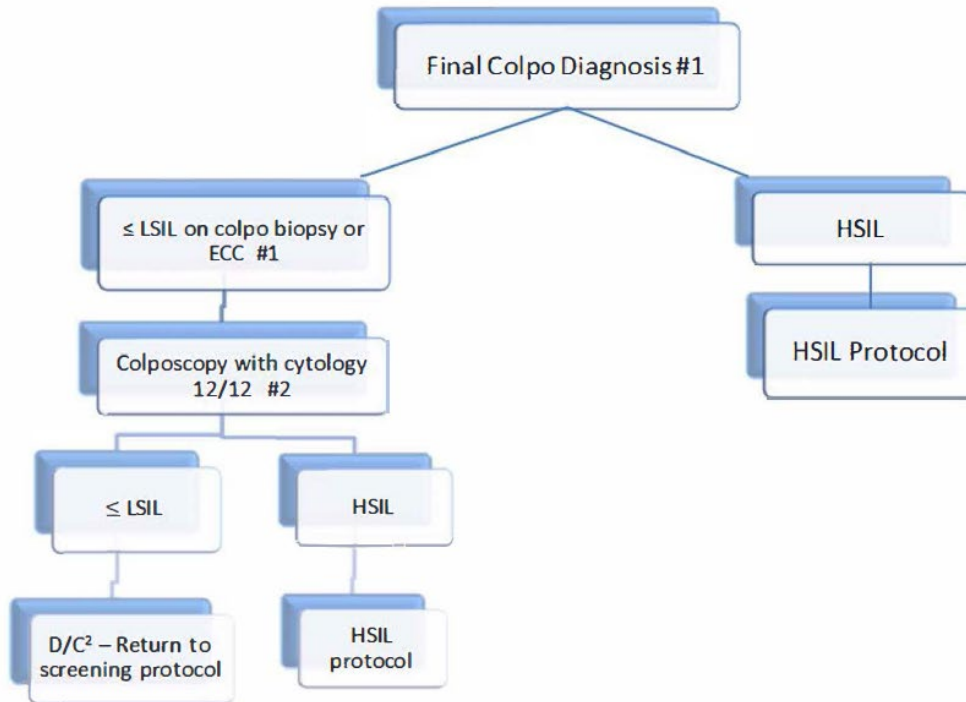 Final Colpo Diagnosis #1
≤ LSIL on colpo biopsy or
ECC #1
HSIL
Colposcopy with cytology
12/12 #2
HSIL Protocol
≤ LSIL
HSIL
D/C² – Return to
screening protocol
HSIL
protocol